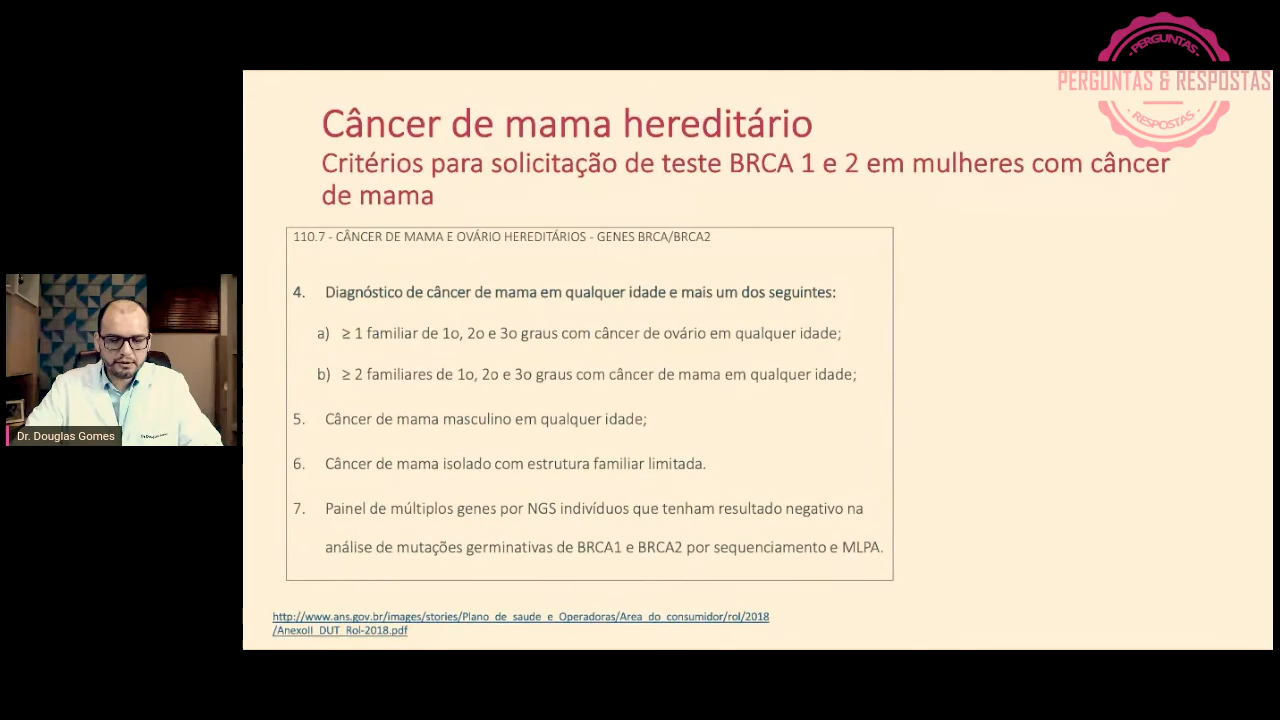 - PERGUNTAS -
PERGUNTAS & RESPOSTAS
RESPOSTAS
Câncer de mama hereditário
Critérios para solicitação de teste BRCA 1 e 2 em mulheres com câncer
de mama
110.7 - CÂNCER DE MAMA E OVÁRIO HEREDITÁRIOS - GENES BRCA/BRCA2
4. Diagnóstico de câncer de mama em qualquer idade e mais um dos seguintes:
a) ≥ 1 familiar de 1o, 2o e 3o graus com câncer de ovário em qualquer idade;
b) ≥ 2 familiares de 1o, 2o e 3o graus com câncer de mama em qualquer idade;
5. Câncer de mama masculino em qualquer idade;
6. Câncer de mama isolado com estrutura familiar limitada.
7. Painel de múltiplos genes por NGS indivíduos que tenham resultado negativo na
análise de mutações germinativas de BRCA1 e BRCA2 por sequenciamento e MLPA.
Dr. Douglas Gomes
http://www.ans.gov.br/images/stories/Plano_de_saude_e_Operadoras/Area_do_consumidor/rol/2018
/AnexoII_DUT_Rol-2018.pdf